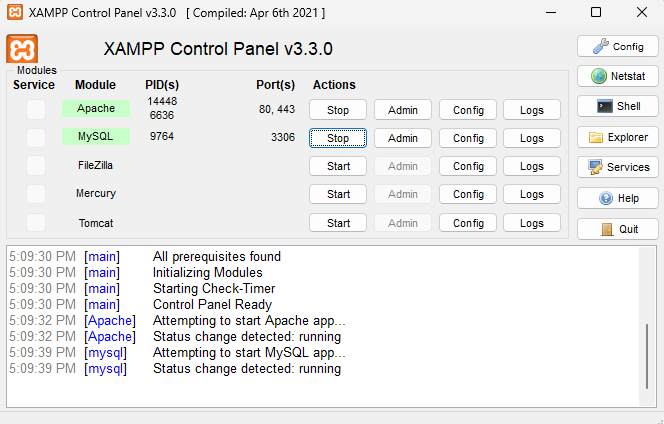 XAMPP Control Panel v3.3.0 [ Compiled: Apr 6th 2021 ]
XAMPP Control Panel v3.3.0
Config
Modules
Service Module PID(s) Port(s) Actions
Netstat
Apache 14448 6636 80, 443 Stop Admin Config Logs
Shell
MySQL 9764 3306 Stop Admin Config Logs
Explorer
FileZilla Start Admin Config Logs
Services
Mercury Start Admin Config Logs
Help
Tomcat Start Admin Config Logs
Quit
5:09:30 PM [main] All prerequisites found
5:09:30 PM [main] Initializing Modules
5:09:30 PM [main] Starting Check-Timer
5:09:30 PM [main] Control Panel Ready
5:09:32 PM [Apache] Attempting to start Apache app...
5:09:32 PM [Apache] Status change detected: running
5:09:39 PM [mysql] Attempting to start MySQL app...
5:09:39 PM [mysql] Status change detected: running